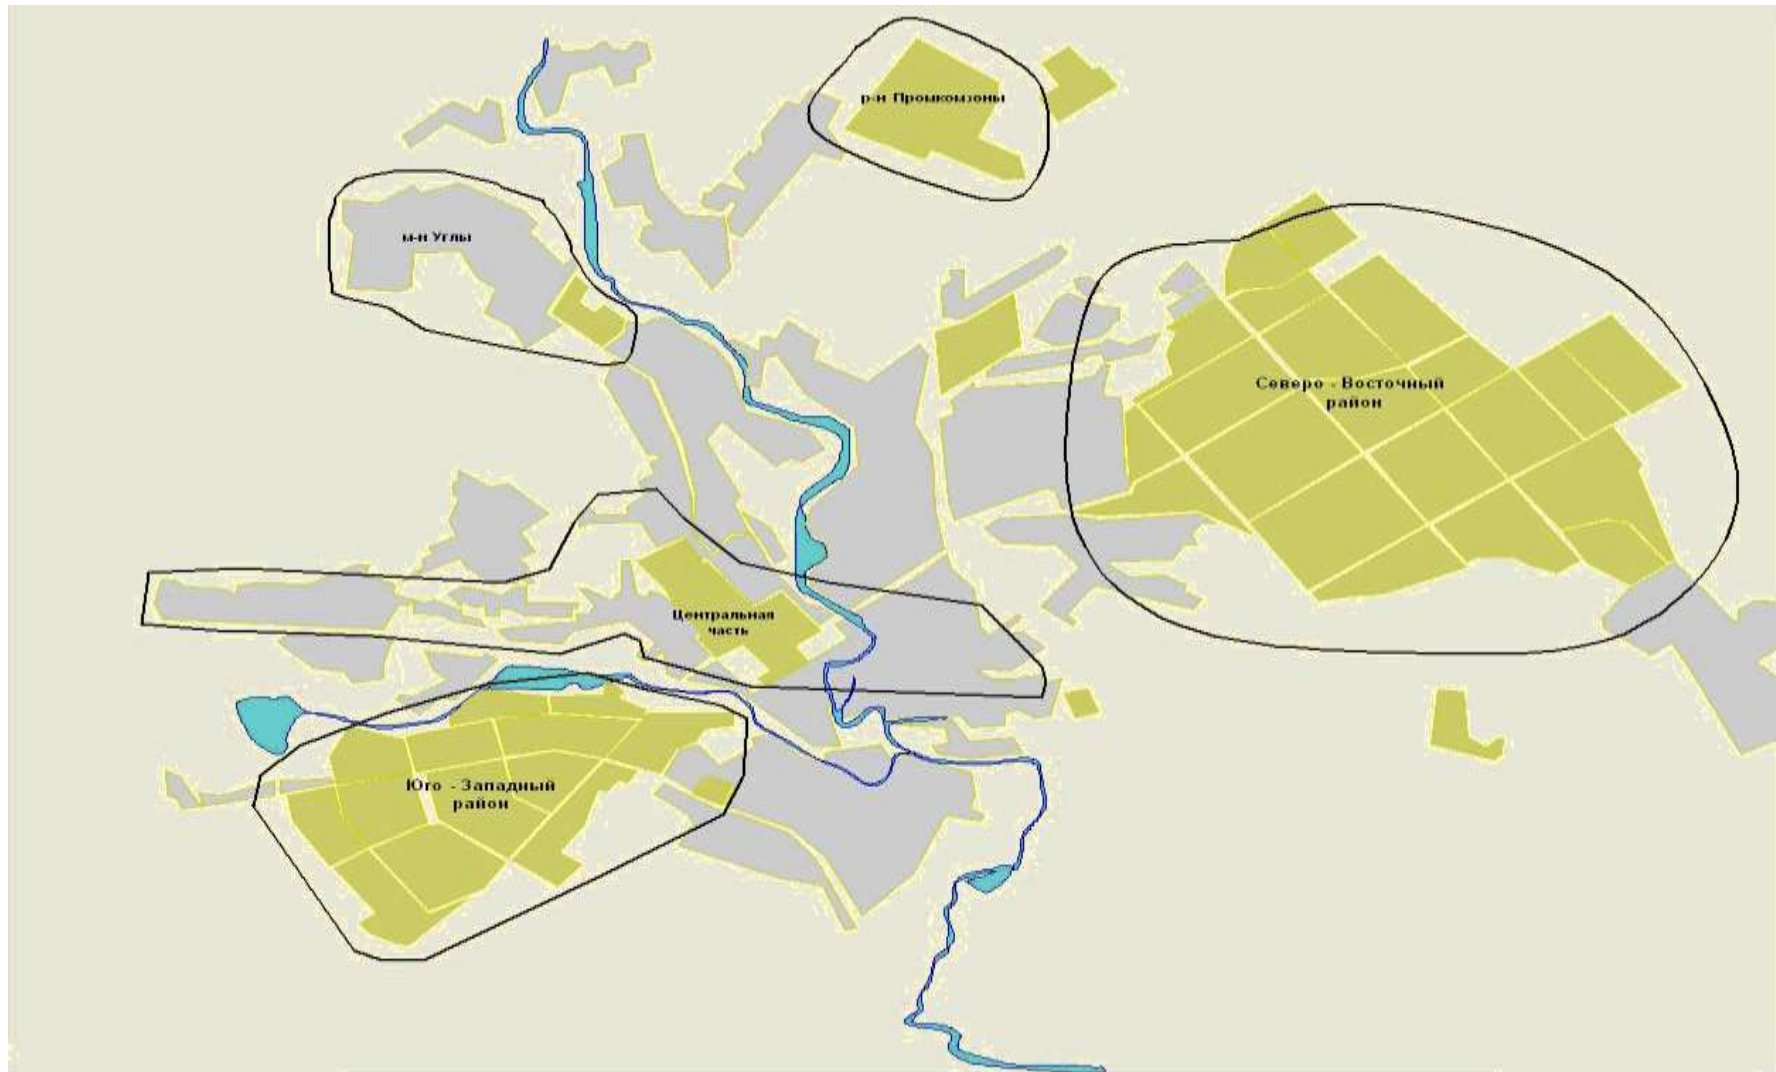 р-н Промкомзоны
м-н Углы
Северо - Восточный
район
Центральная
часть
Юго - Западный
район